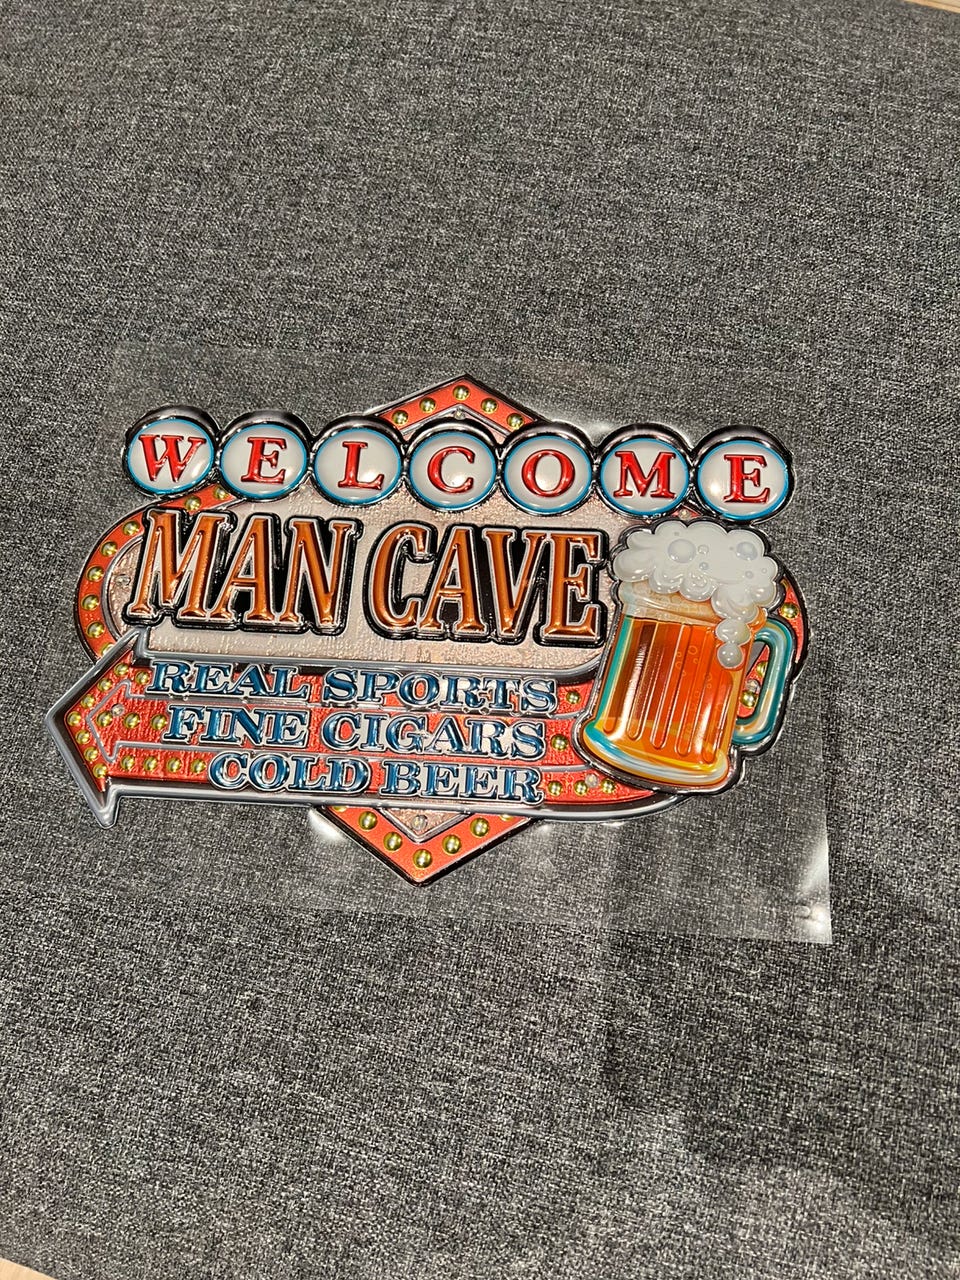 WELCOME
MAN CAVE
REAL SPORTS
FINE CIGARS
COLD BEER